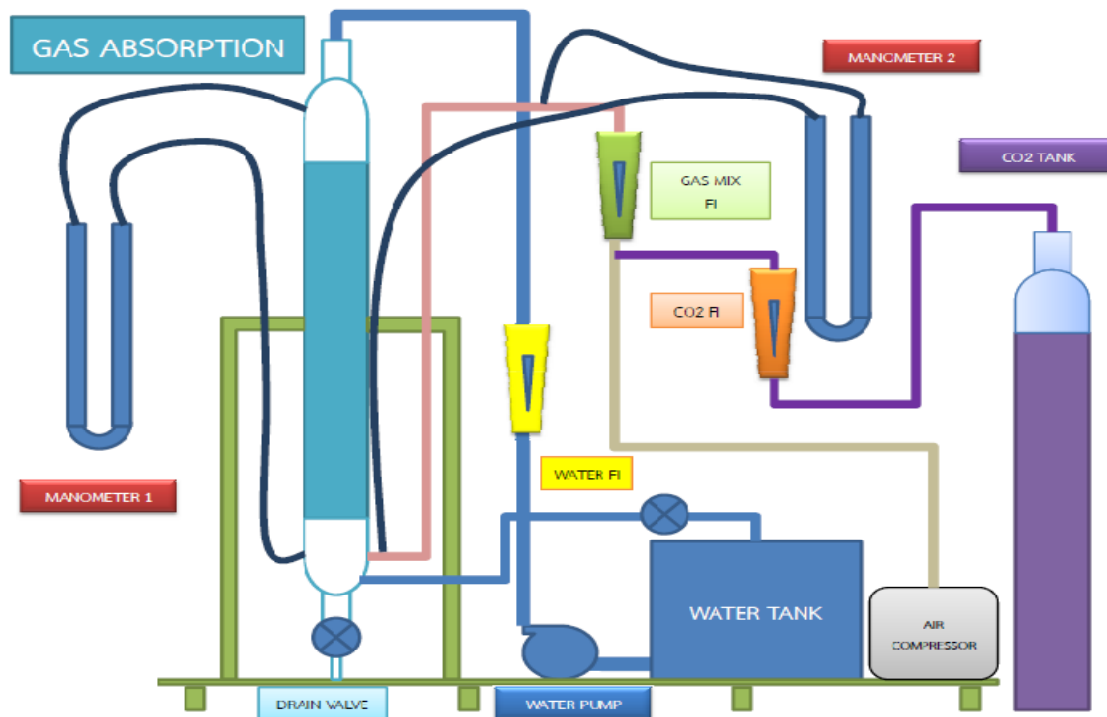 GAS ABSORPTION
MANOMETER 2
CO2 TANK
GAS MIX
FI
CO2 FI
MANOMETER 1
WATER FI
WATER TANK
AIR
COMPRESSOR
DRAIN VALVE
WATER PUMP